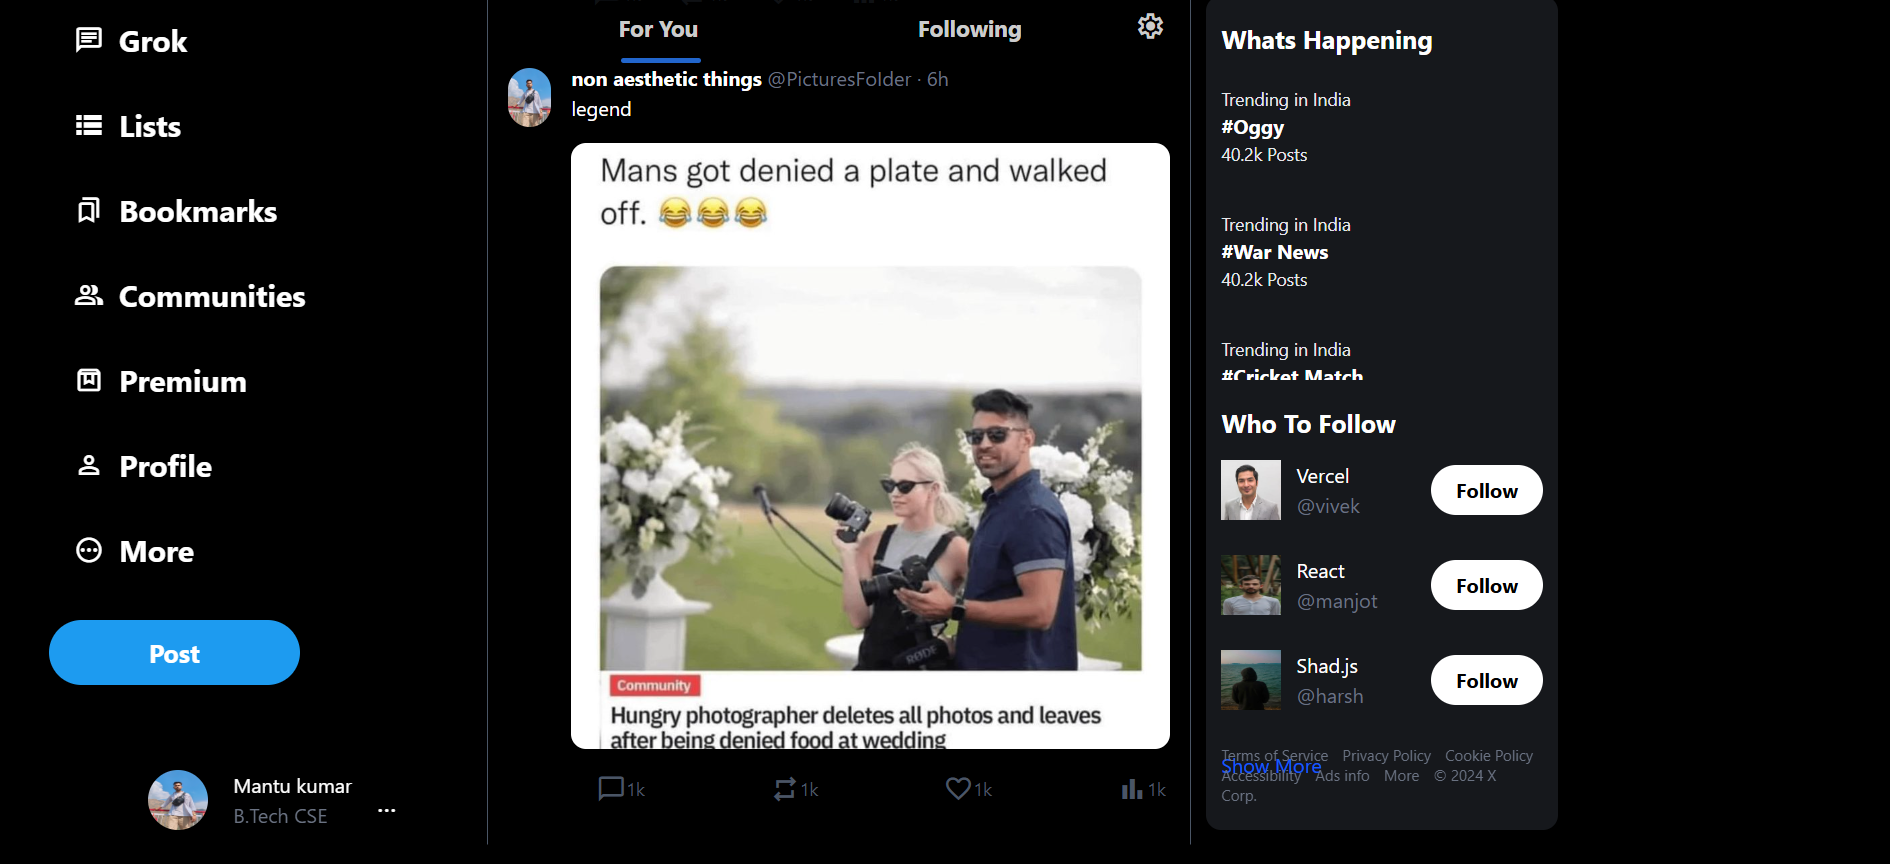 Grok
Lists
Bookmarks
Communities
Premium
Profile
More
Post
Mantu kumar
B.Tech CSE
For You
Following
non aesthetic things @PicturesFolder · 6h
legend
Mans got denied a plate and walked
off. 😂😂😂
RØDE
Community
Hungry photographer deletes all photos and leaves
after being denied food at wedding
1k
1k
1k
1k
Whats Happening
Trending in India
#Oggy
40.2k Posts
Trending in India
#War News
40.2k Posts
Trending in India
#Cricket Match
Who To Follow
Vercel
@vivek
Follow
React
@manjot
Follow
Shad.js
@harsh
Follow
Show More
Terms of Service Privacy Policy Cookie Policy
Accessibility Ads info More © 2024 X
Corp.